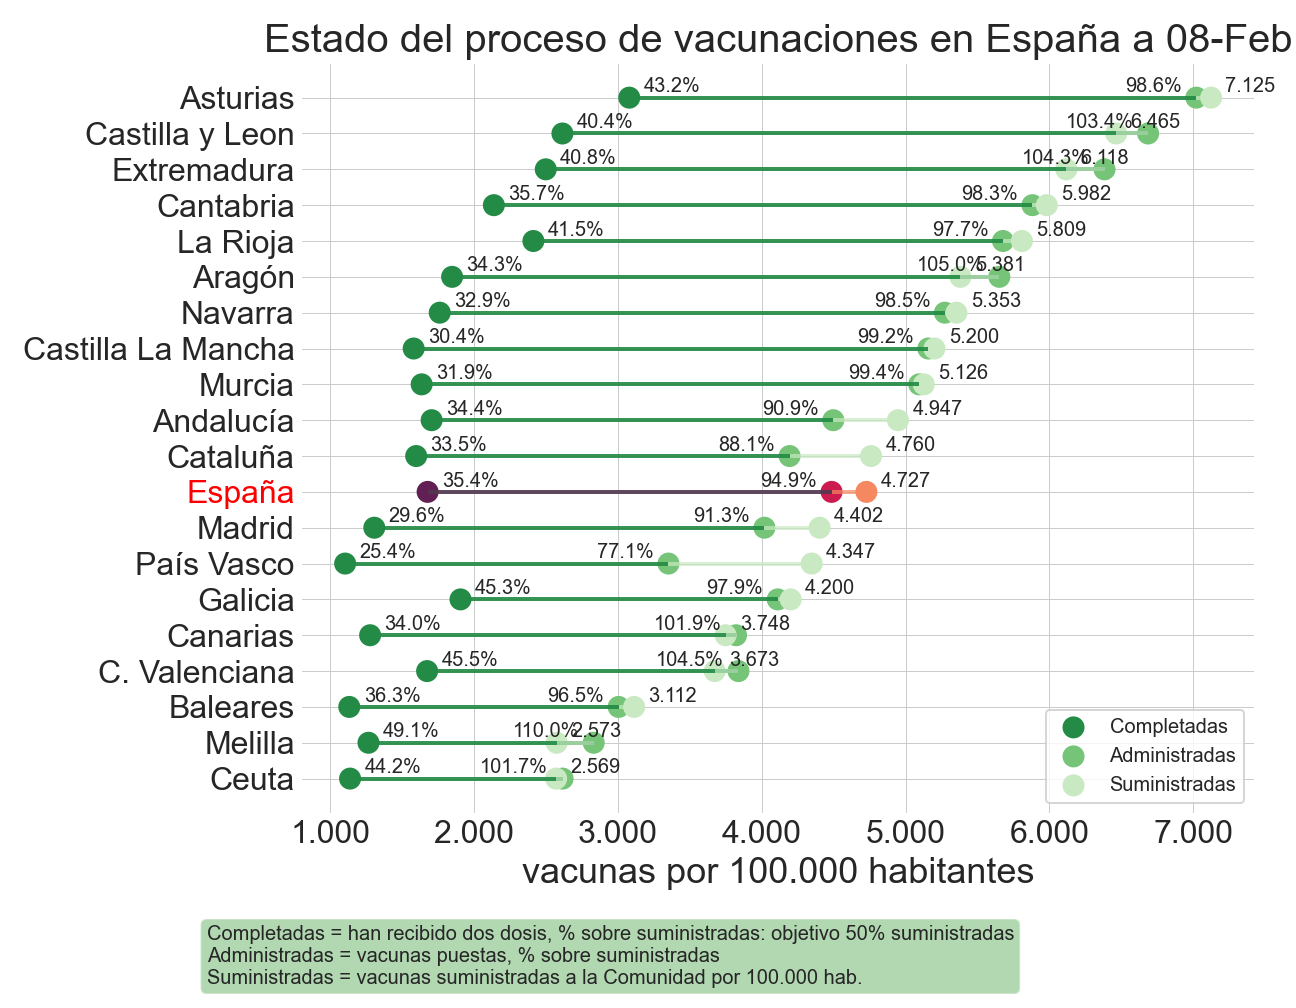 Estado del proceso de vacunaciones en España a 08-Feb
Asturias 43.2% 98.6% 7.125
Castilla y Leon 40.4% 103.4% 6.465
Extremadura 40.8% 104.3% 6.118
Cantabria 35.7% 98.3% 5.982
La Rioja 41.5% 97.7% 5.809
Aragón 34.3% 105.0% 5.381
Navarra 32.9% 98.5% 5.353
Castilla La Mancha 30.4% 99.2% 5.200
Murcia 31.9% 99.4% 5.126
Andalucía 34.4% 90.9% 4.947
Cataluña 33.5% 88.1% 4.760
España 35.4% 94.9% 4.727
Madrid 29.6% 91.3% 4.402
País Vasco 25.4% 77.1% 4.347
Galicia 45.3% 97.9% 4.200
Canarias 34.0% 101.9% 3.748
C. Valenciana 45.5% 104.5% 3.673
Baleares 36.3% 96.5% 3.112
Melilla 49.1% 110.0% 2.573
Ceuta 44.2% 101.7% 2.569
Completadas
Administradas
Suministradas
1.000 2.000 3.000 4.000 5.000 6.000 7.000
vacunas por 100.000 habitantes
Completadas = han recibido dos dosis, % sobre suministradas: objetivo 50% suministradas
Administradas = vacunas puestas, % sobre suministradas
Suministradas = vacunas suministradas a la Comunidad por 100.000 hab.